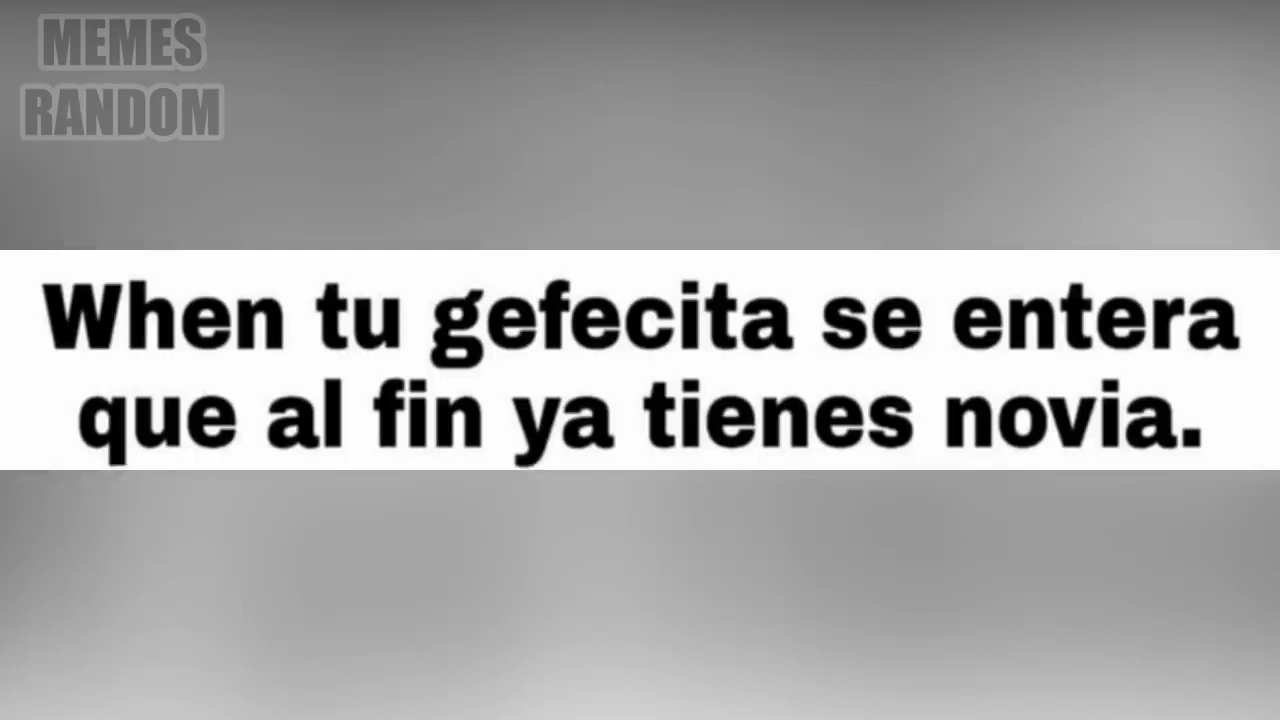 MEMES
RANDOM
When tu gefecita se entera
que al fin ya tienes novia.